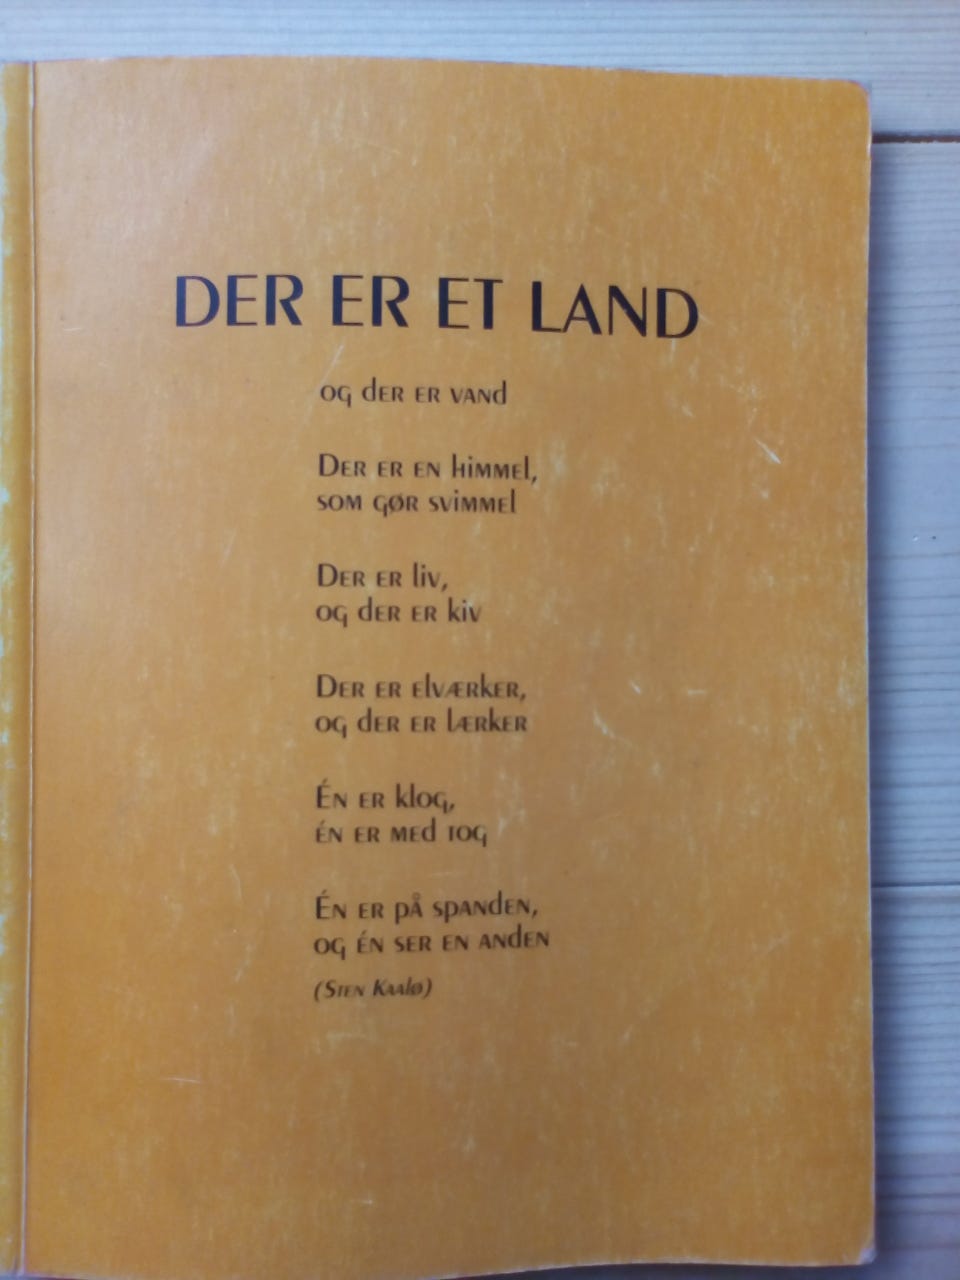 DER ER ET LAND
og der er vand
Der er en himmel,
som gør svimmel
Der er liv,
og der er kiv
Der er elværker,
og der er lærker
Én er klog,
én er med tog
Én er på spanden,
og én ser en anden
(Sten Kaalø)